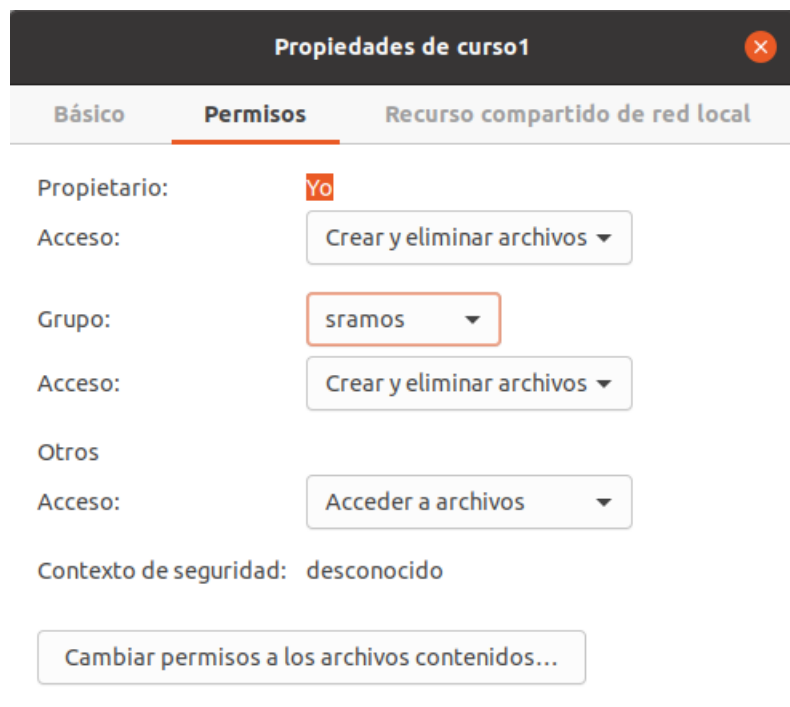 Propiedades de curso1
Básico Permisos Recurso compartido de red local
Propietario: Yo
Acceso: Crear y eliminar archivos
Grupo: sramos
Acceso: Crear y eliminar archivos
Otros
Acceso: Acceder a archivos
Contexto de seguridad: desconocido
Cambiar permisos a los archivos contenidos...